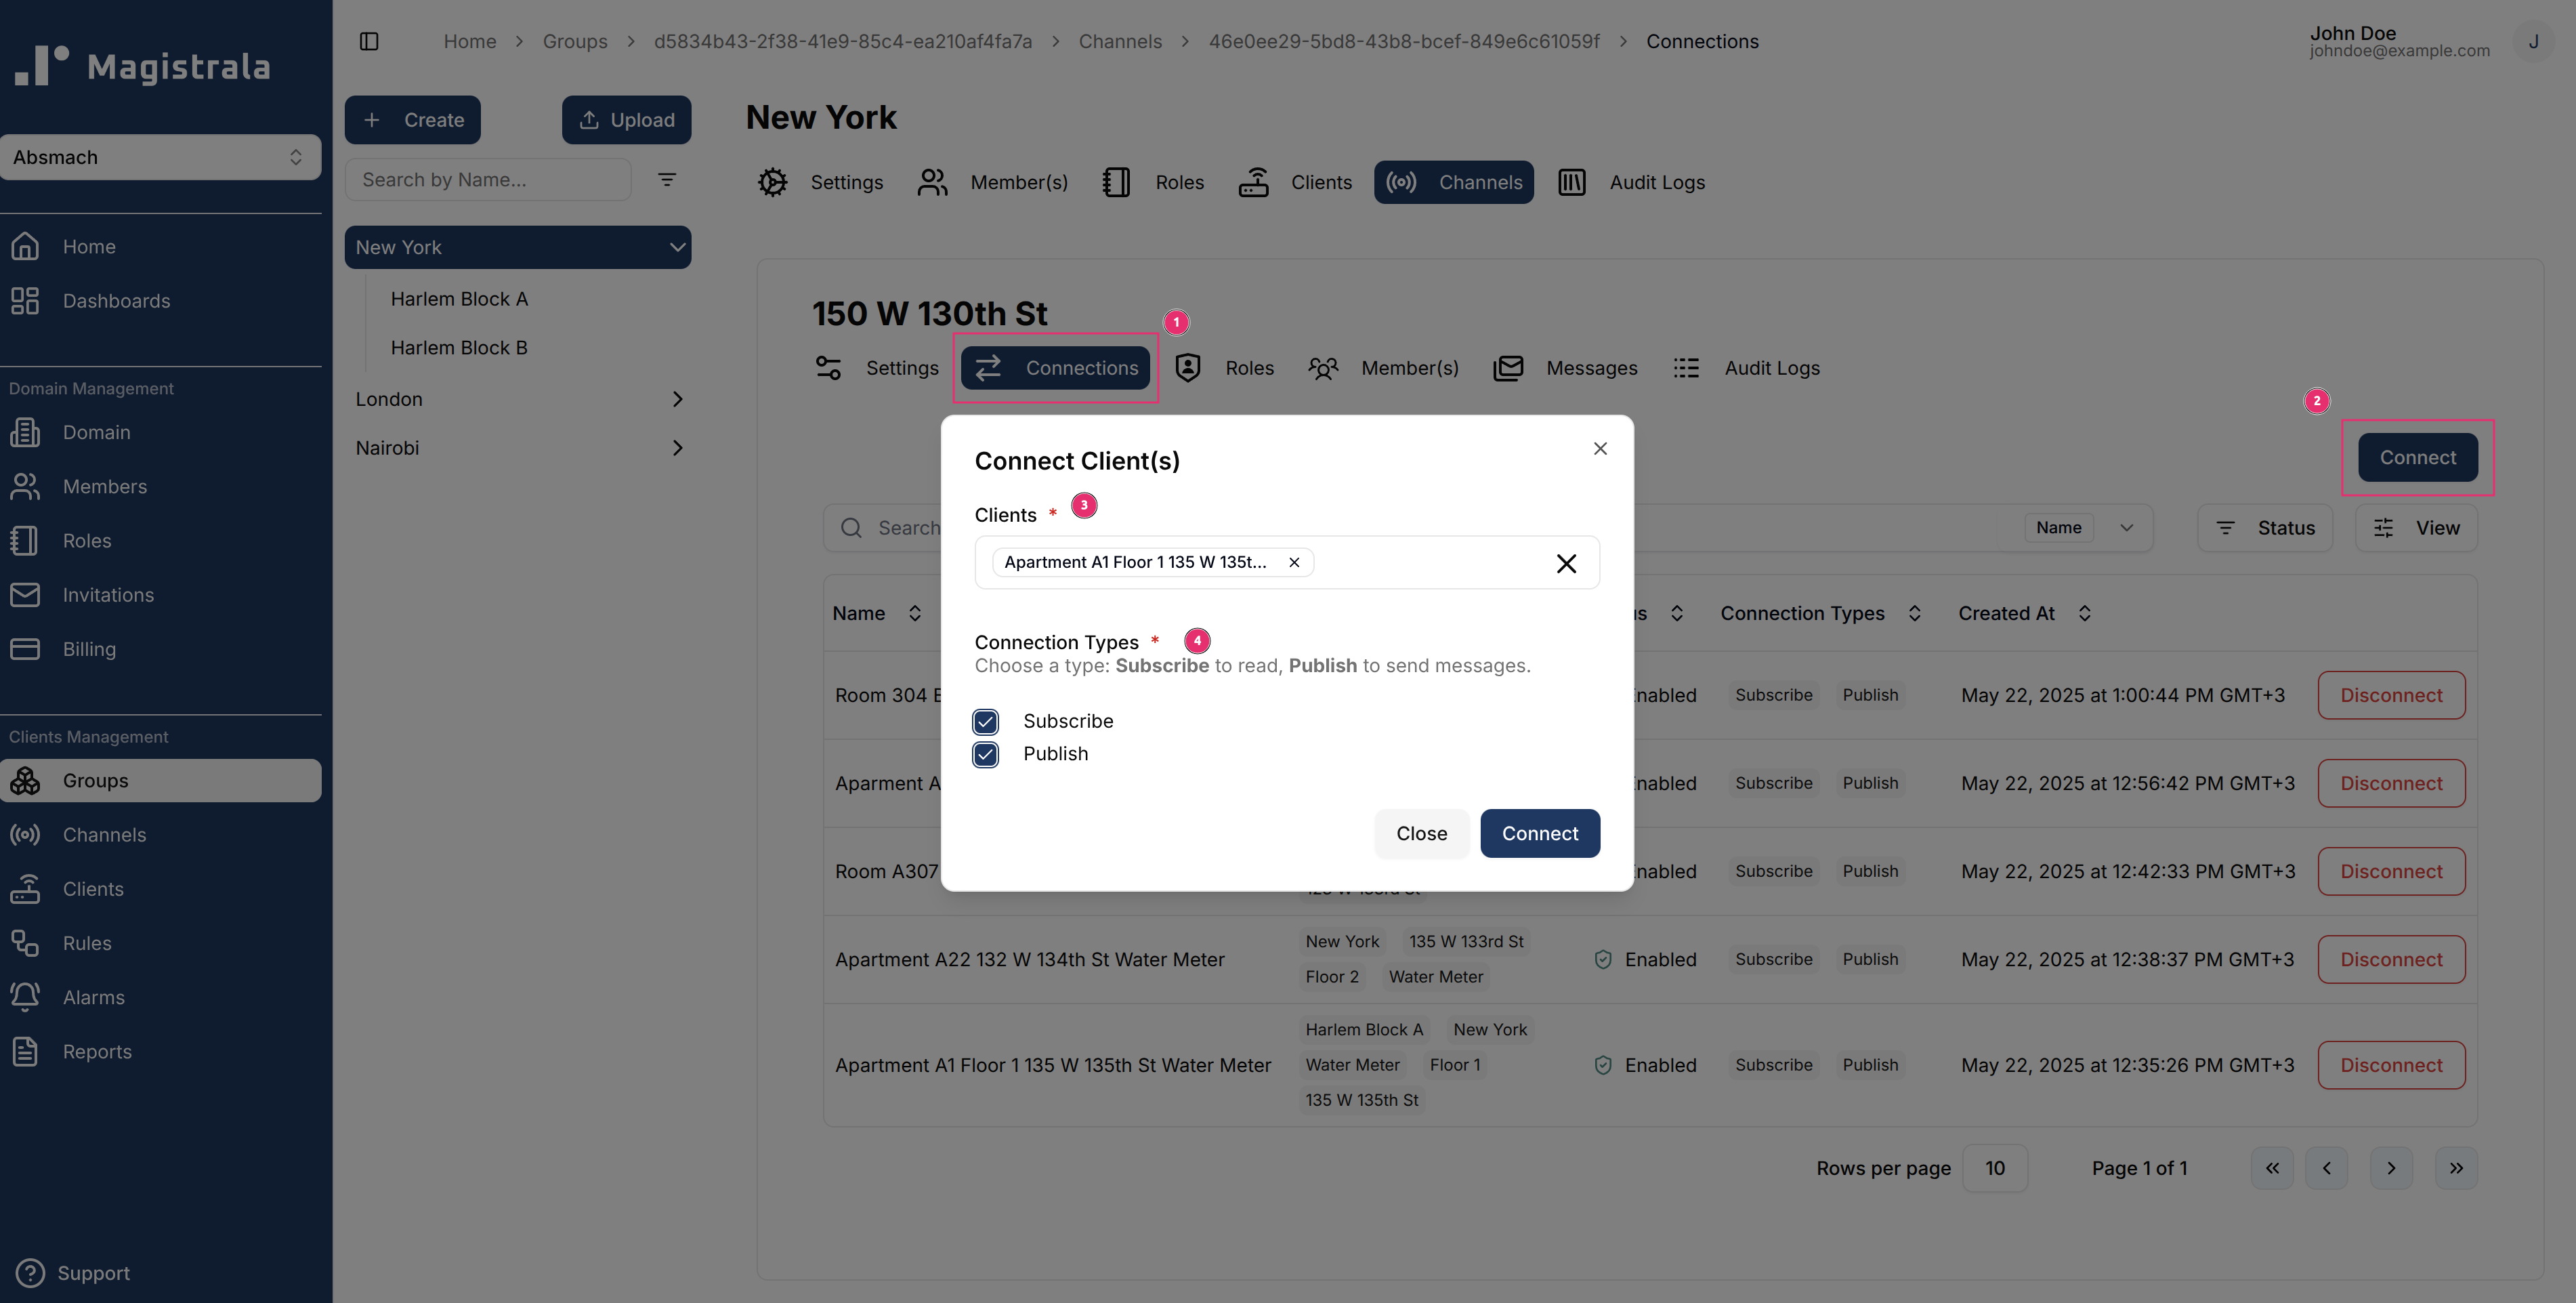 Magistrala
Absmach
Home
Dashboards
Domain Management
Domain
Members
Roles
Invitations
Billing
Clients Management
Groups
Channels
Clients
Rules
Alarms
Reports
Support
Home > Groups > d5834b43-2f38-41e9-85c4-ea210af4fa7a > Channels > 46e0ee29-5bd8-43b8-bcef-849e6c61059f > Connections
John Doe
johndoe@example.com
J
Create
Upload
Search by Name...
New York
Harlem Block A
Harlem Block B
London
Nairobi
New York
Settings Member(s) Roles Clients Channels Audit Logs
150 W 130th St
1
Settings Connections Roles Member(s) Messages Audit Logs
2
Connect
Search
Name
Status
View
Name Connection Types Created At
Room 304 Enabled Subscribe Publish May 22, 2025 at 1:00:44 PM GMT+3 Disconnect
Aparment A Enabled Subscribe Publish May 22, 2025 at 12:56:42 PM GMT+3 Disconnect
Room A307 Enabled Subscribe Publish May 22, 2025 at 12:42:33 PM GMT+3 Disconnect
Apartment A22 132 W 134th St Water Meter New York 135 W 133rd St Enabled Subscribe Publish May 22, 2025 at 12:38:37 PM GMT+3 Disconnect
Floor 2 Water Meter
Harlem Block A New York
Apartment A1 Floor 1 135 W 135th St Water Meter Water Meter Floor 1 Enabled Subscribe Publish May 22, 2025 at 12:35:26 PM GMT+3 Disconnect
135 W 135th St
Rows per page 10 Page 1 of 1
Connect Client(s)
Clients * 3
Apartment A1 Floor 1 135 W 135t...
Connection Types * 4
Choose a type: Subscribe to read, Publish to send messages.
Subscribe
Publish
Close
Connect